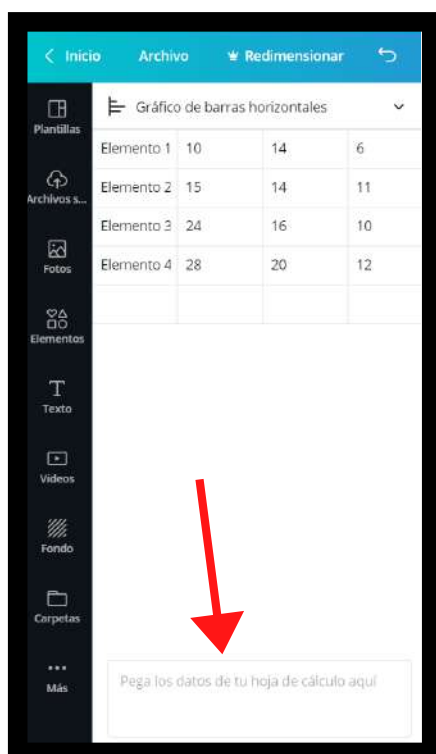 Inicio Archivo Redimensionar
Plantillas
Archivos s...
Fotos
Elementos
Texto
Videos
Fondo
Carpetas
Más
Gráfico de barras horizontales
Elemento 1 10 14 6
Elemento 2 15 14 11
Elemento 3 24 16 10
Elemento 4 28 20 12
Pega los datos de tu hoja de cálculo aquí